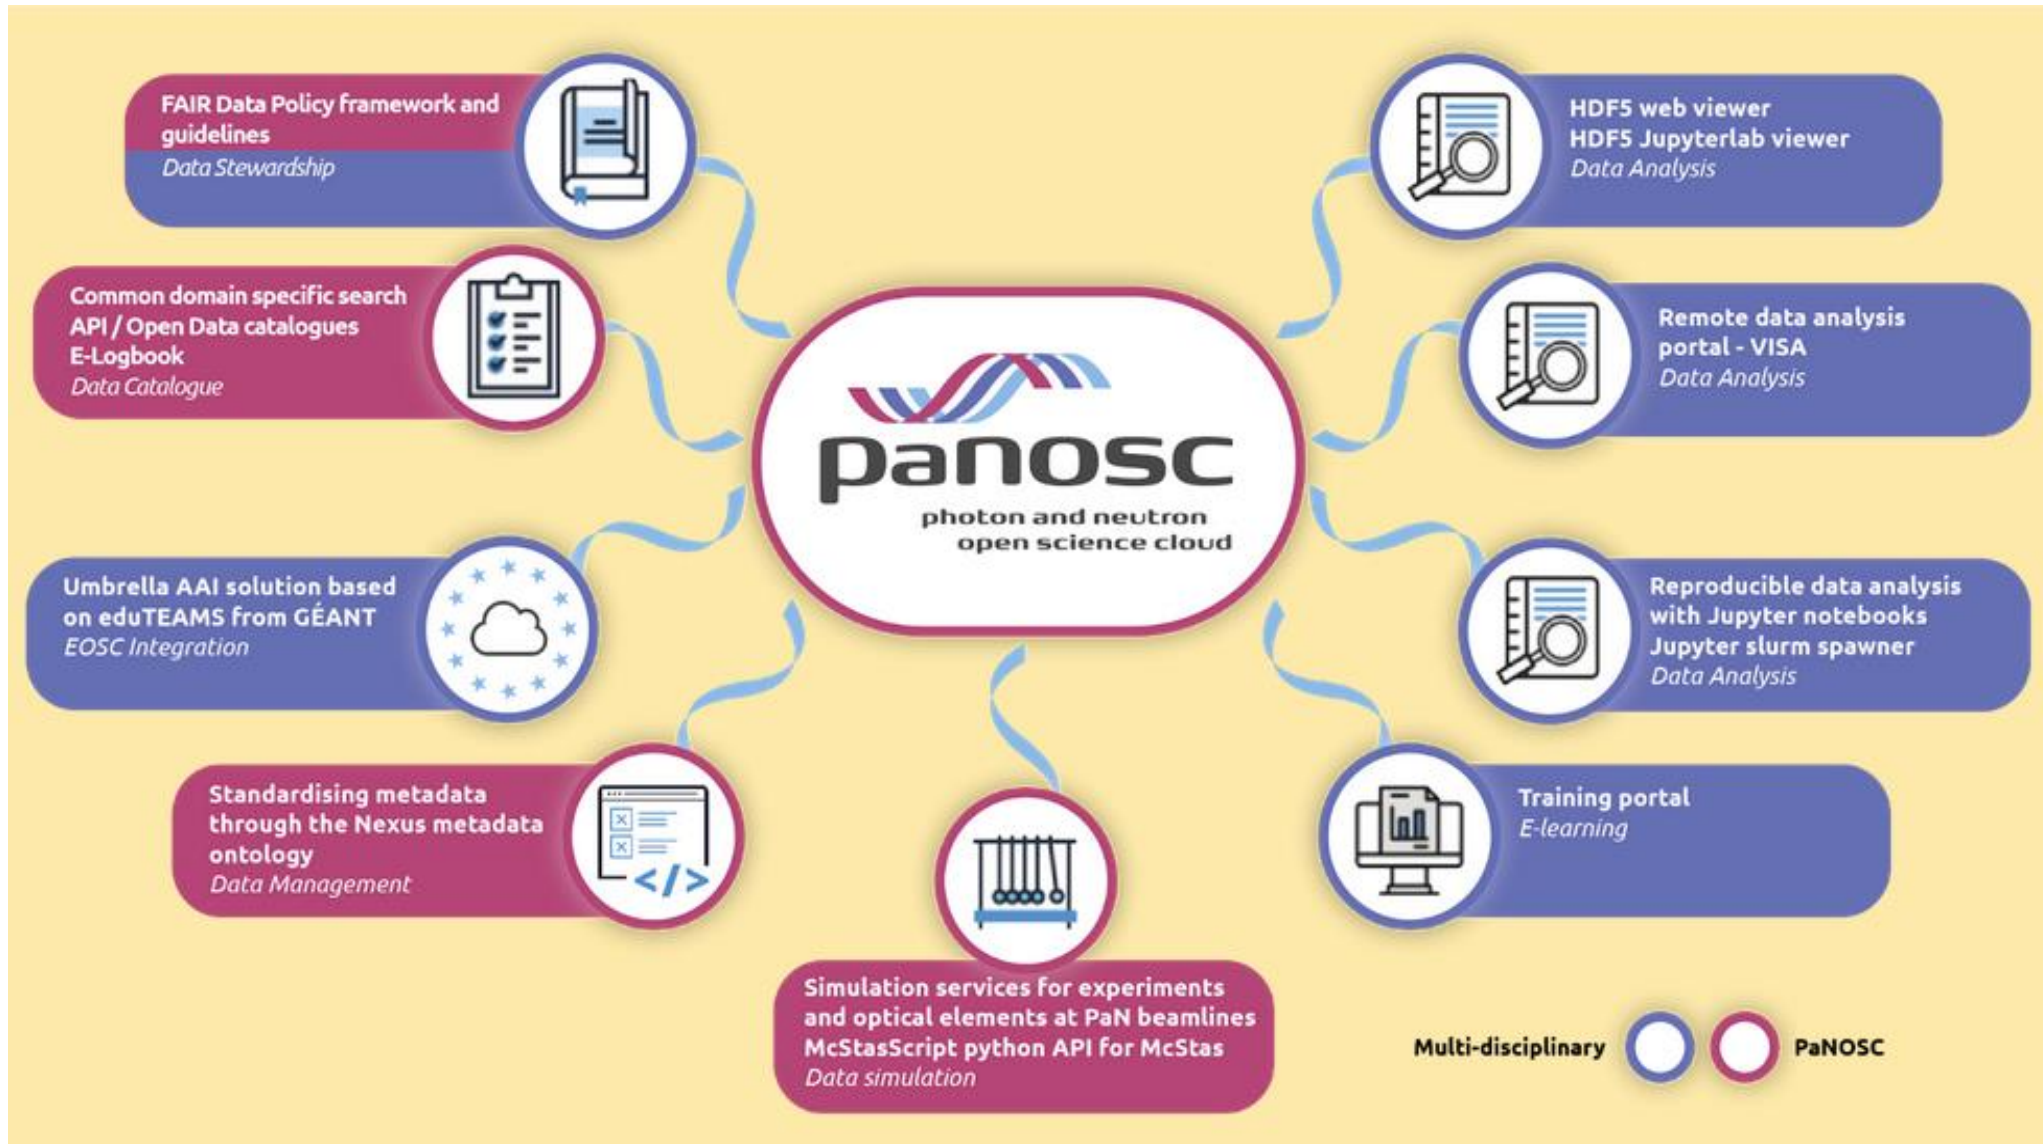 FAIR Data Policy framework and
guidelines
Data Stewardship
Common domain specific search
API / Open Data catalogues
E-Logbook
Data Catalogue
Umbrella AAI solution based
on eduTEAMS from GÉANT
EOSC Integration
Standardising metadata
through the Nexus metadata
ontology
Data Management
</>
panosc
photon and neutron
open science cloud
Simulation services for experiments
and optical elements at PaN beamlines
McStasScript python API for McStas
Data simulation
HDF5 web viewer
HDF5 Jupyterlab viewer
Data Analysis
Remote data analysis
portal - VISA
Data Analysis
Reproducible data analysis
with Jupyter notebooks
Jupyter slurm spawner
Data Analysis
Training portal
E-learning
Multi-disciplinary
PaNOSC